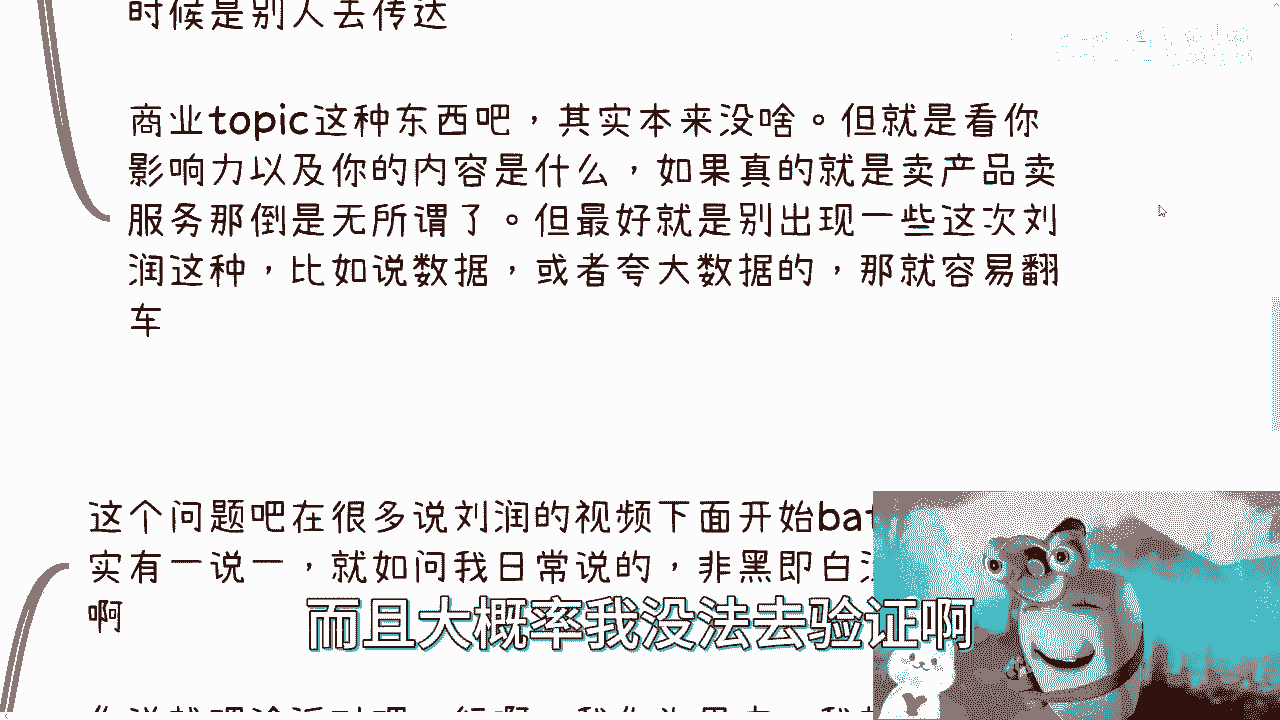 时候是别人去传达
商业topic这种东西吧，其实本来没啥。但就是看你
影响力以及你的内容是什么，如果真的就是卖产品卖
服务那倒是无所谓了。但最好就是别出现一些这次刘
润这种，比如说数据，或者夸大数据的，那就容易翻
车
这个问题吧在很多说刘润的视频下面开始
实有一说一，就如问我日常说的，非黑即白
啊
而且大概率我没法去验证啊